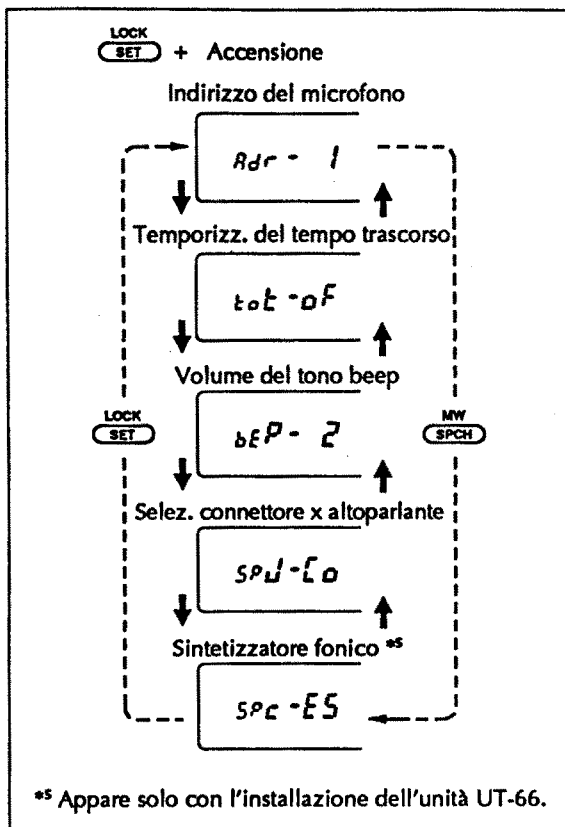 LOCK
SET + Accensione
Indirizzo del microfono
Adr - 1
Temporizz. del tempo trascorso
tot - oF
Volume del tono beep
LOCK
SET
bEP - 2
MW
SPCH
Selez. connettore x altoparlante
SPJ - Co
Sintetizzatore fonico *5
SPc - ES
*5 Appare solo con l'installazione dell'unità UT-66.